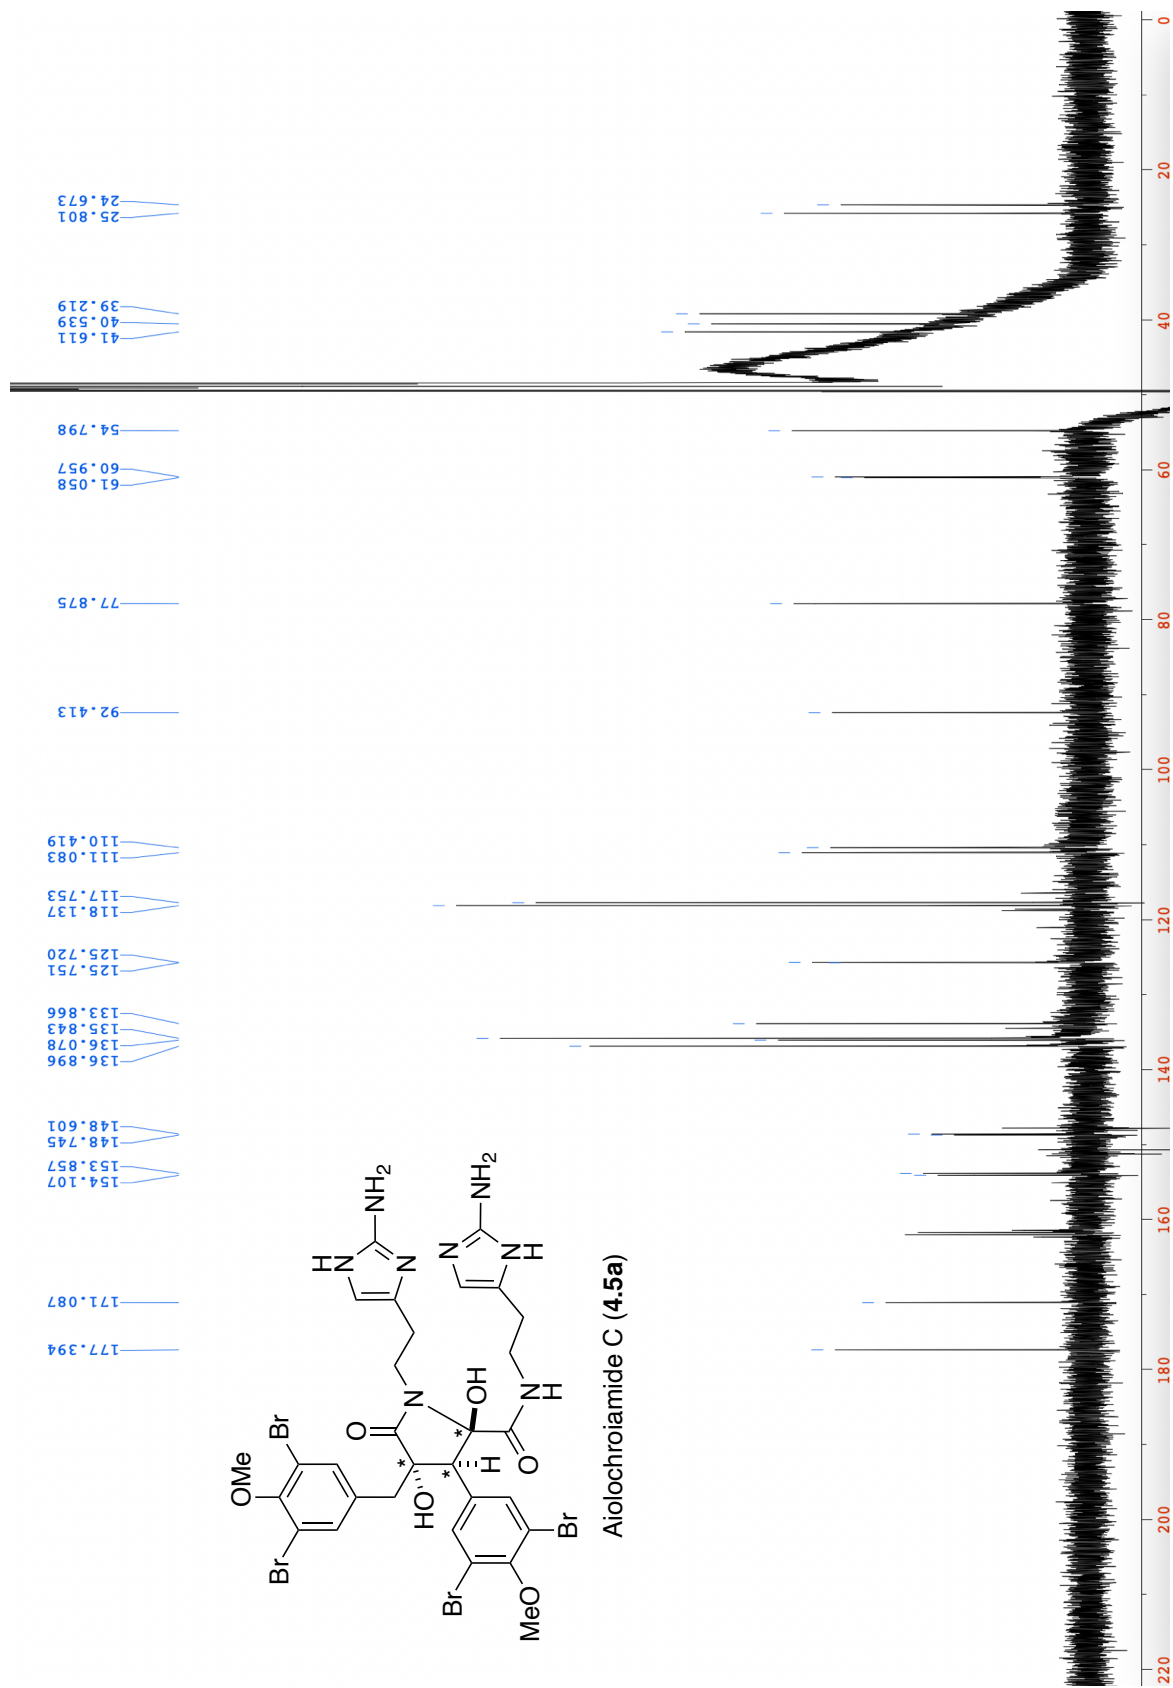 24.673
25.801
39.219
40.539
41.611
54.798
60.957
61.058
77.875
92.413
110.419
111.083
117.753
118.137
125.720
125.751
133.866
135.843
136.078
136.896
148.601
148.745
153.857
154.107
171.087
177.394
Br
OMe
Br
O
HO
*
*
*
H
N
OH
O
N
H
Br
MeO
Br
H
N
N
NH2
N
N
H
NH2
Aiolochroiamide C (4.5a)
220
200
180
160
140
120
100
80
60
40
20
0